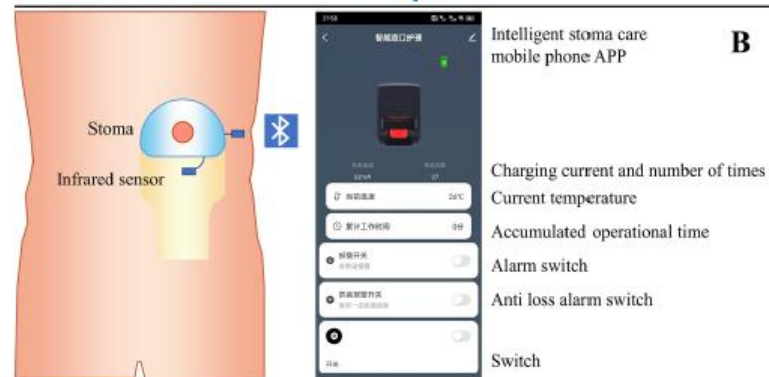 21:50
智能造口护理
Intelligent stoma care
mobile phone APP
B
Stoma
Infrared sensor
Charging current and number of times
当前温度 26℃
Current temperature
累计工作时间 0分
Accumulated operational time
报警开关
Alarm switch
防丢报警开关
Anti loss alarm switch
开关
Switch